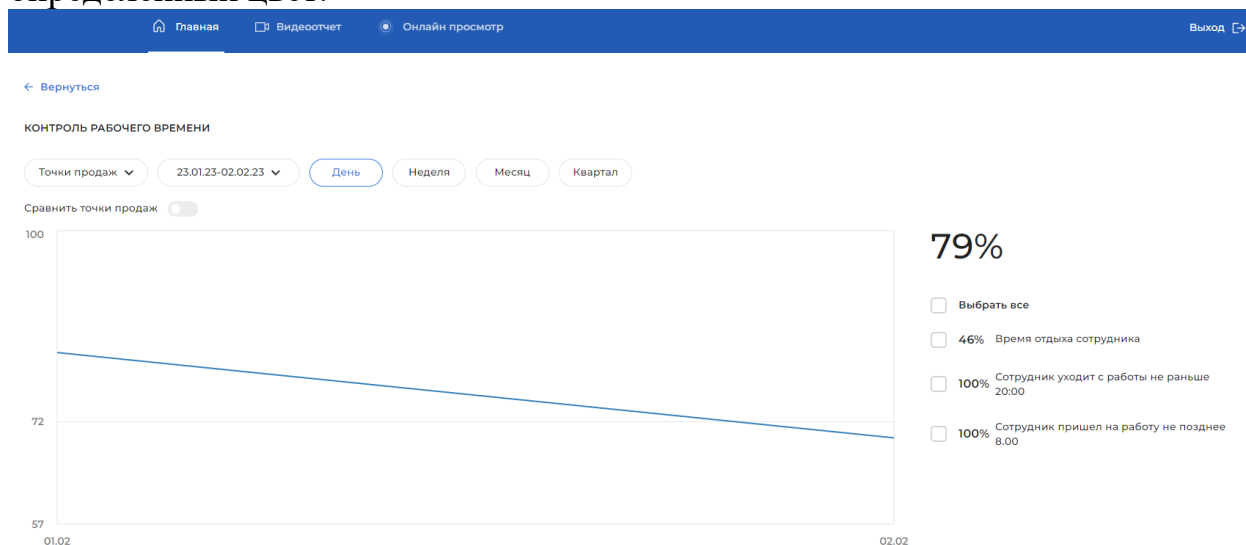 определенный цвет.
Главная Видеоотчет Онлайн просмотр Выход
Вернуться
КОНТРОЛЬ РАБОЧЕГО ВРЕМЕНИ
Точки продаж 23.01.23-02.02.23 День Неделя Месяц Квартал
Сравнить точки продаж
100
72
57
01.02 02.02
79%
Выбрать все
46% Время отдыха сотрудника
100% Сотрудник уходит с работы не раньше
20:00
100% Сотрудник пришел на работу не позднее
8.00